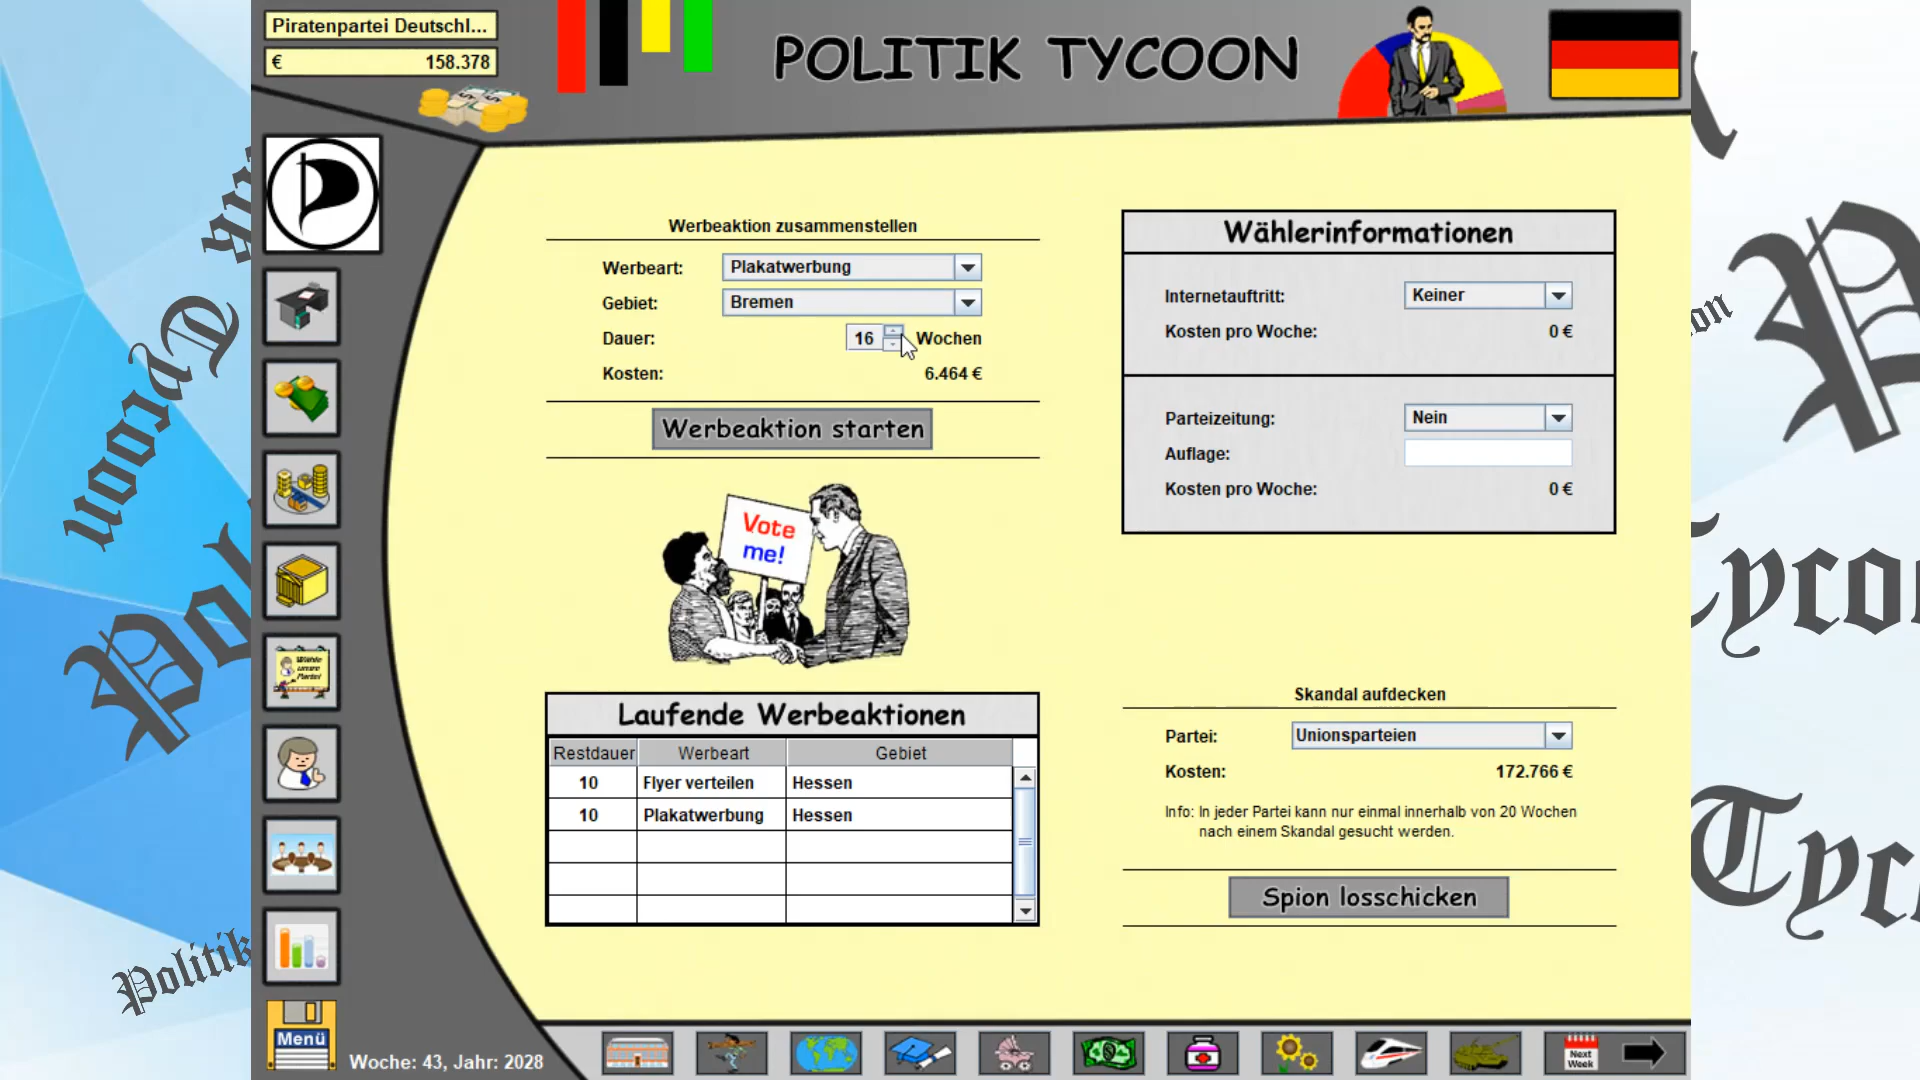 Piratenpartei Deutschl...
€ 158.378
POLITIK TYCOON
Werbeaktion zusammenstellen
Werbeart: Plakatwerbung
Gebiet: Bremen
Dauer: 16 Wochen
Kosten: 6.464 €
Werbeaktion starten
Vote
me!
Laufende Werbeaktionen
Restdauer Werbeart Gebiet
10 Flyer verteilen Hessen
10 Plakatwerbung Hessen
Wählerinformationen
Internetauftritt: Keiner
Kosten pro Woche: 0 €
Parteizeitung: Nein
Auflage:
Kosten pro Woche: 0 €
Skandal aufdecken
Partei: Unionsparteien
Kosten: 172.766 €
Info: In jeder Partei kann nur einmal innerhalb von 20 Wochen
nach einem Skandal gesucht werden.
Spion losschicken
Wähle
unsre
Partei
Menü
Woche: 43, Jahr: 2028
Next
Week
Tycoon
Politik